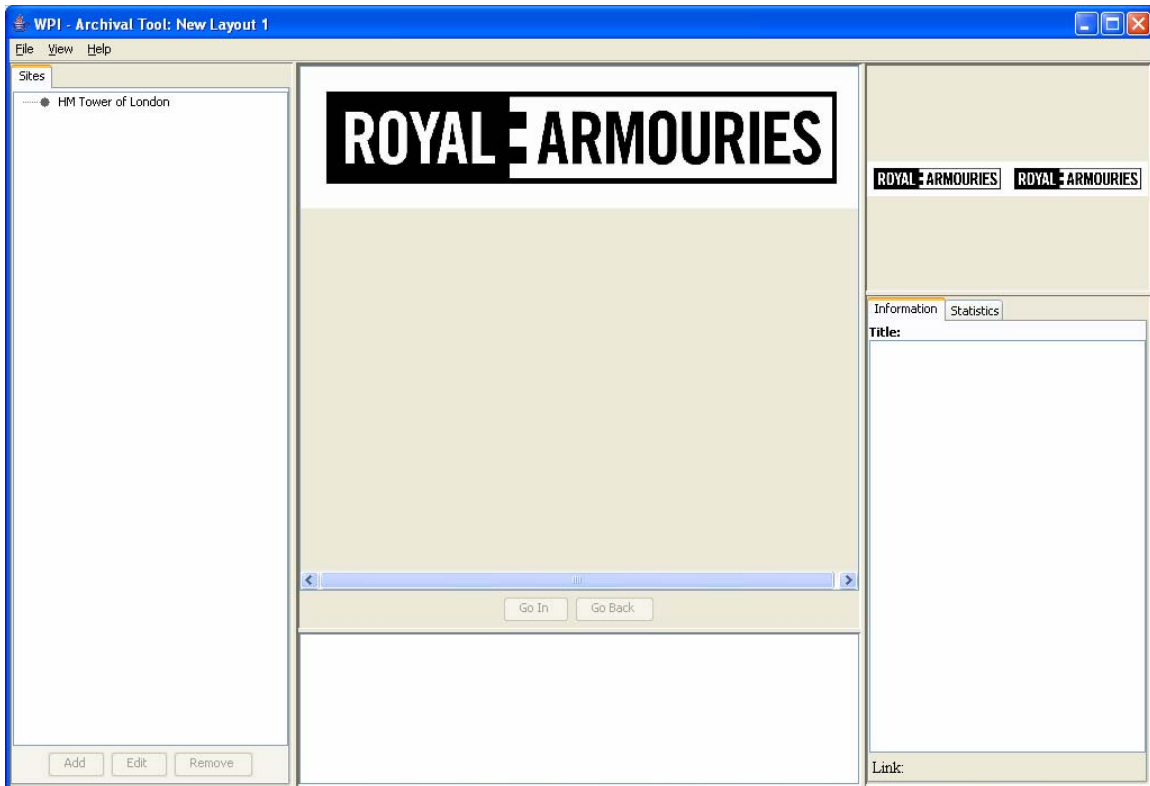 WPI - Archival Tool: New Layout 1
File View Help
Sites
HM Tower of London
Add Edit Remove
ROYAL ARMOURIES
Go In Go Back
ROYAL ARMOURIES ROYAL ARMOURIES
Information Statistics
Title:
Link: